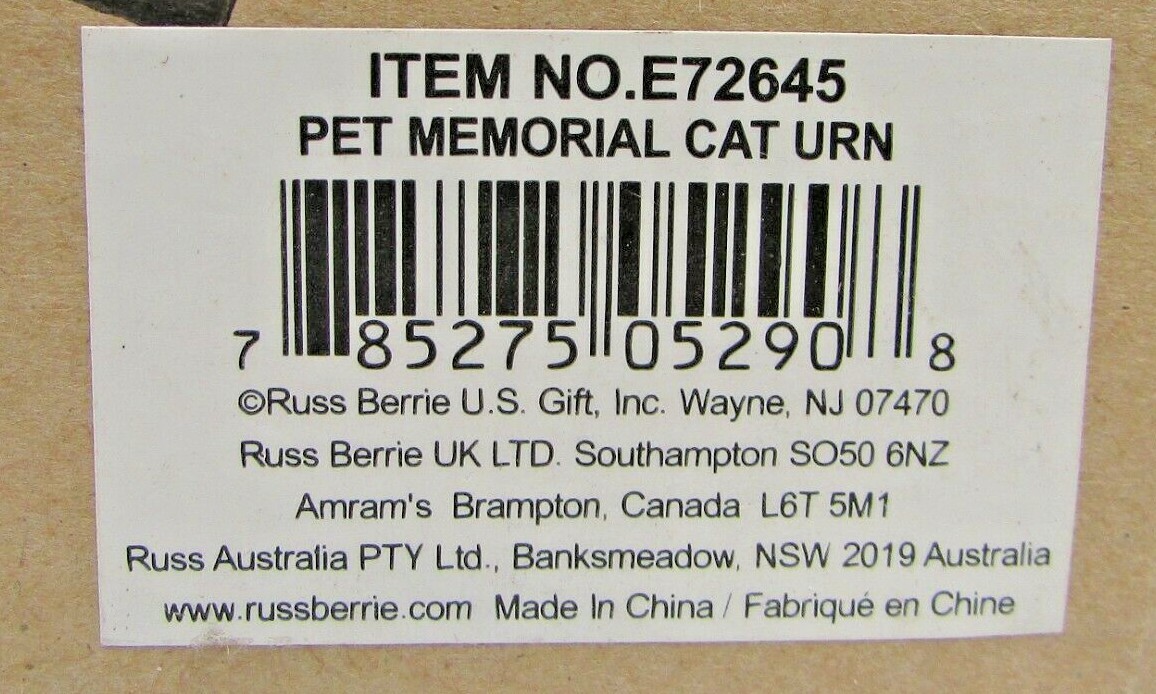 ITEM NO.E72645
PET MEMORIAL CAT URN
7 85275 05290 8
©Russ Berrie U.S. Gift, Inc. Wayne, NJ 07470
Russ Berrie UK LTD. Southampton SO50 6NZ
Amram's Brampton, Canada L6T 5M1
Russ Australia PTY Ltd., Banksmeadow, NSW 2019 Australia
www.russberrie.com Made In China / Fabriqué en Chine